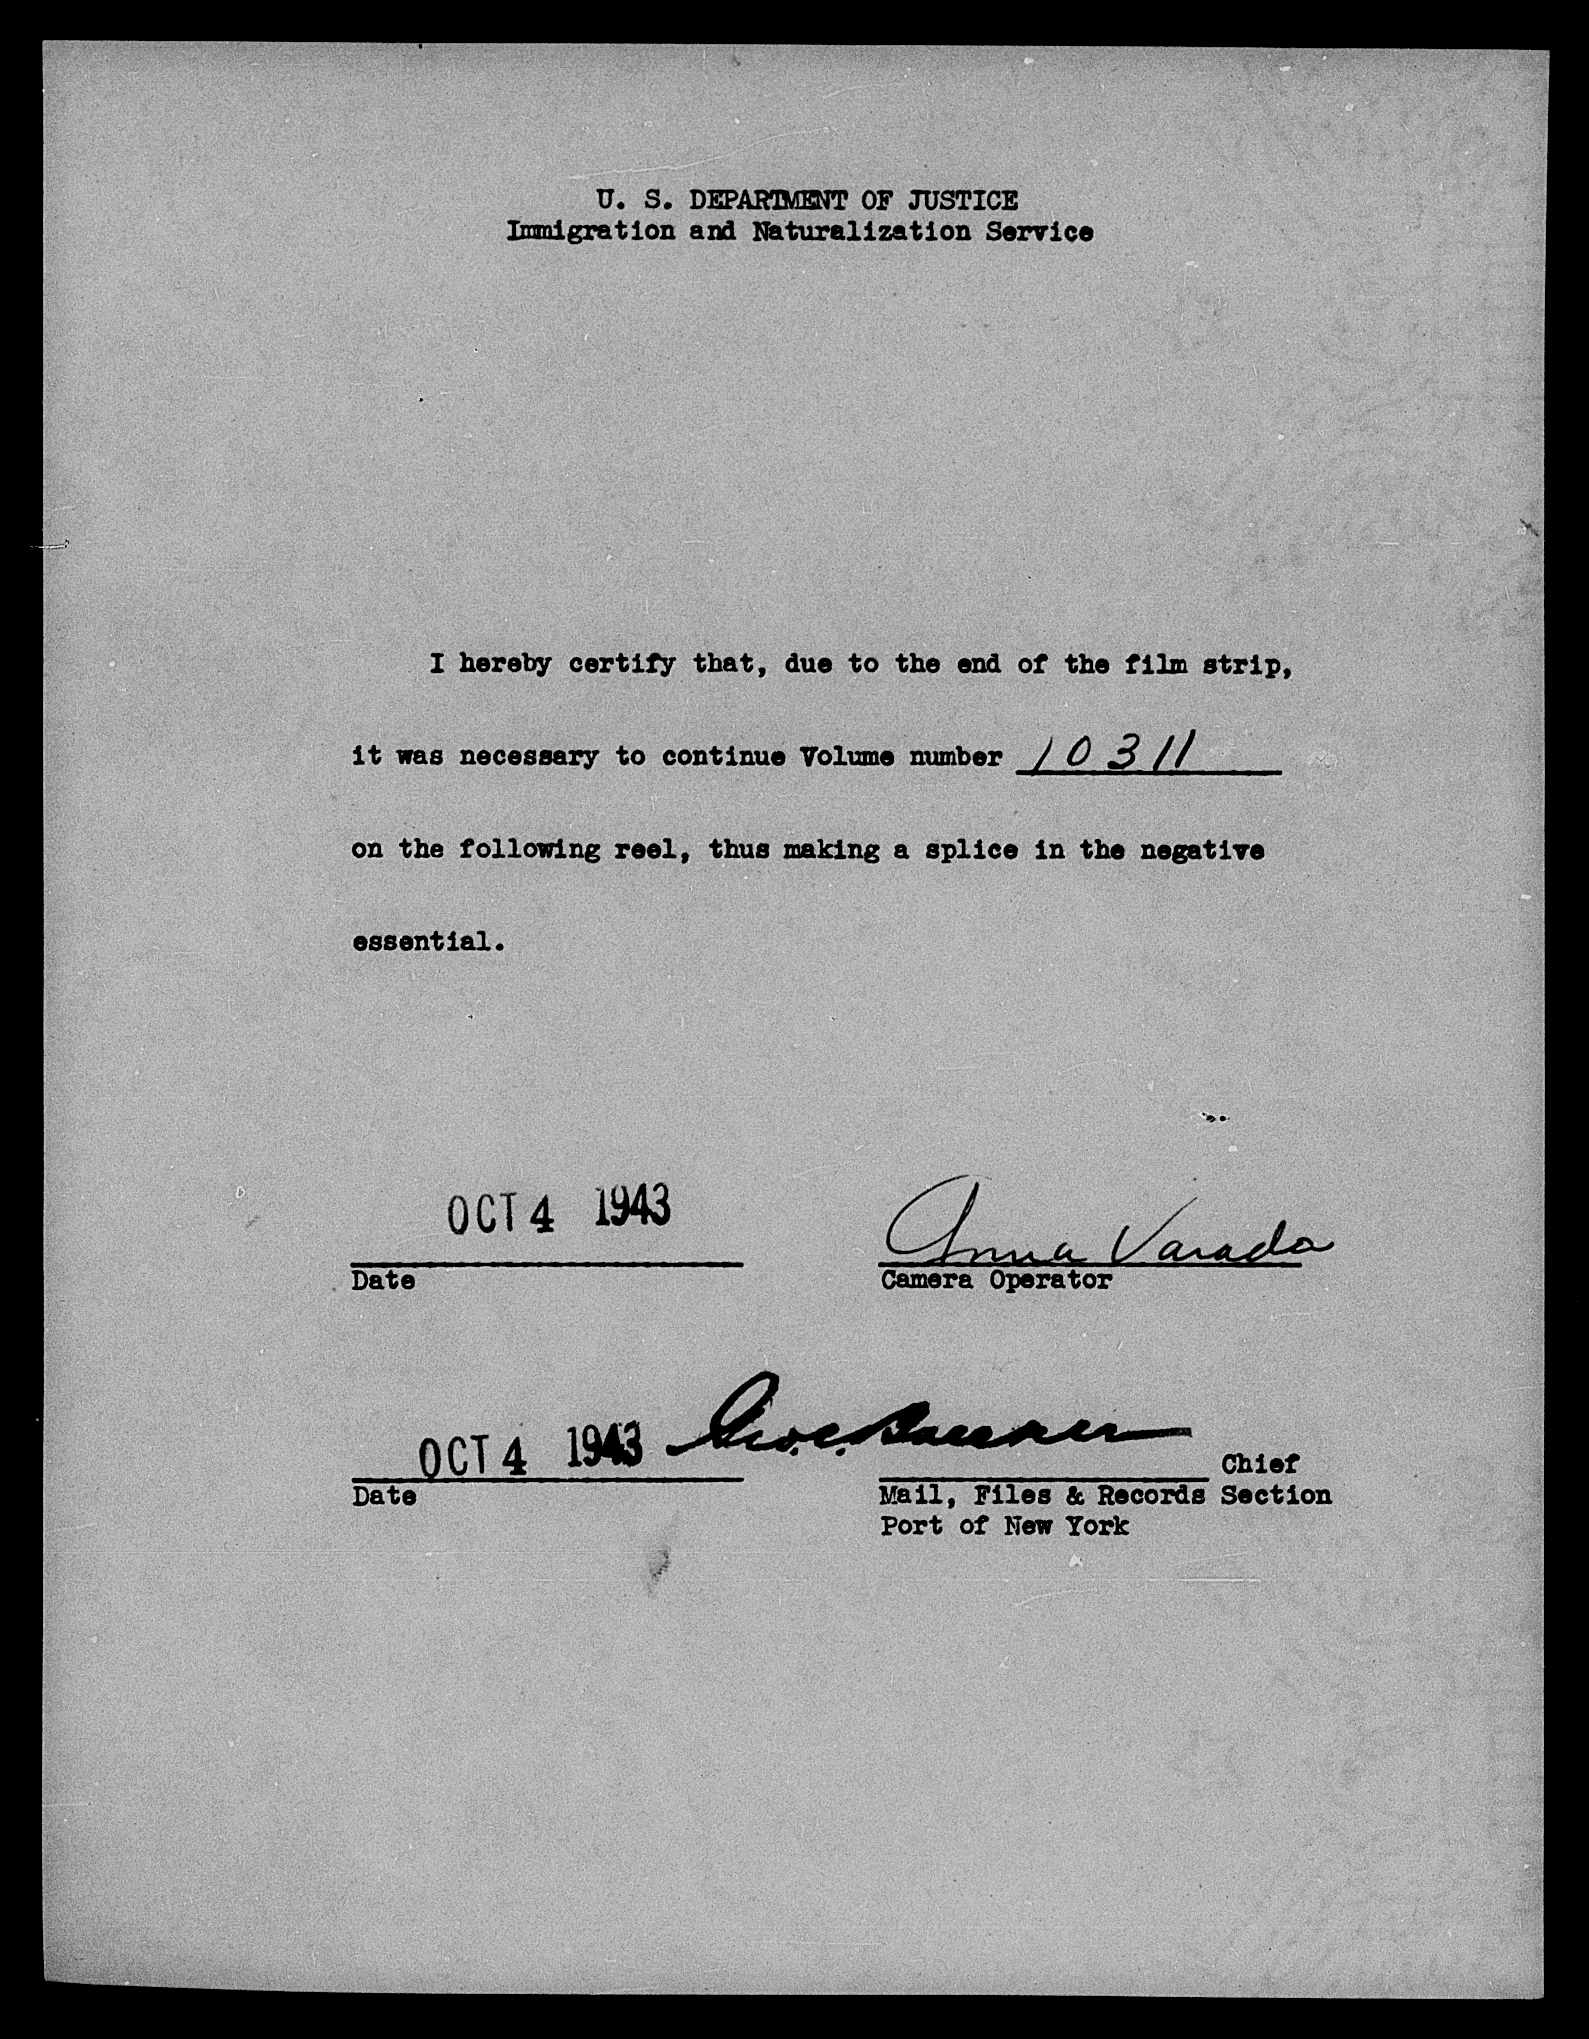 U. S. DEPARTMENT OF JUSTICE
Immigration and Naturalization Service
I hereby certify that, due to the end of the film strip,
it was necessary to continue Volume number 10311
on the following reel, thus making a splice in the negative
essential.
OCT 4 1943
Anna Varada
Date
Camera Operator
OCT 4 1943
Chief
Date
Mail, Files & Records Section
Port of New York